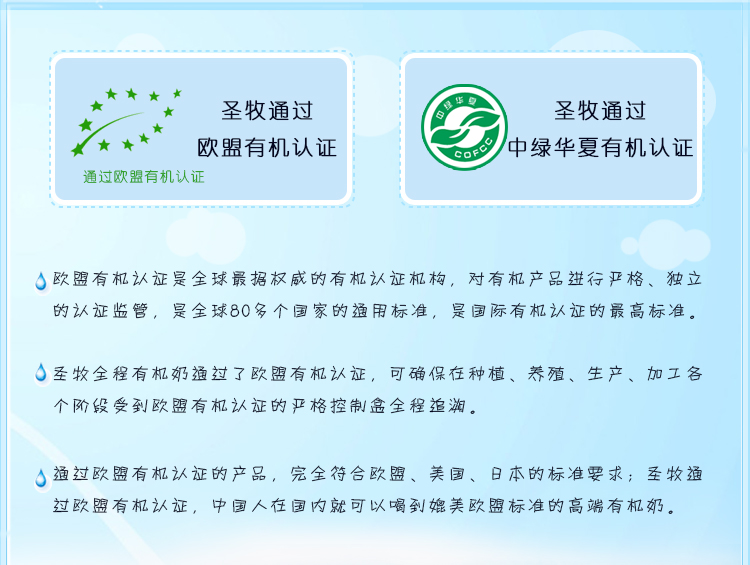 圣牧通过
欧盟有机认证
通过欧盟有机认证
中绿华夏
COFCC
圣牧通过
中绿华夏有机认证
欧盟有机认证是全球最据权威的有机认证机构，对有机产品进行严格、独立
的认证监管，是全球80多个国家的通用标准，是国际有机认证的最高标准。
圣牧全程有机奶通过了欧盟有机认证，可确保在种植、养殖、生产、加工各
个阶段受到欧盟有机认证的严格控制盒全程追溯。
通过欧盟有机认证的产品，完全符合欧盟、美国、日本的标准要求；圣牧通
过欧盟有机认证，中国人在国内就可以喝到媲美欧盟标准的高端有机奶。